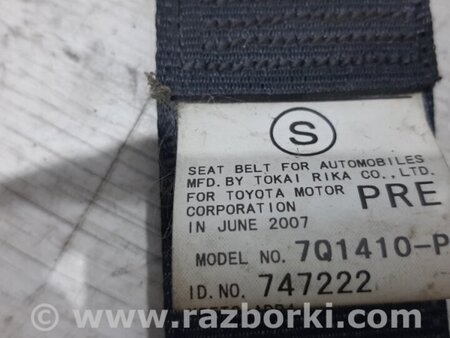 S
SEAT BELT FOR AUTOMOBILES
MFD. BY TOKAI RIKA CO., LTD.
FOR TOYOTA MOTOR
CORPORATION PRE
IN JUNE 2007
MODEL NO. 7Q1410-P
ID. NO. 747222
www.razborki.com